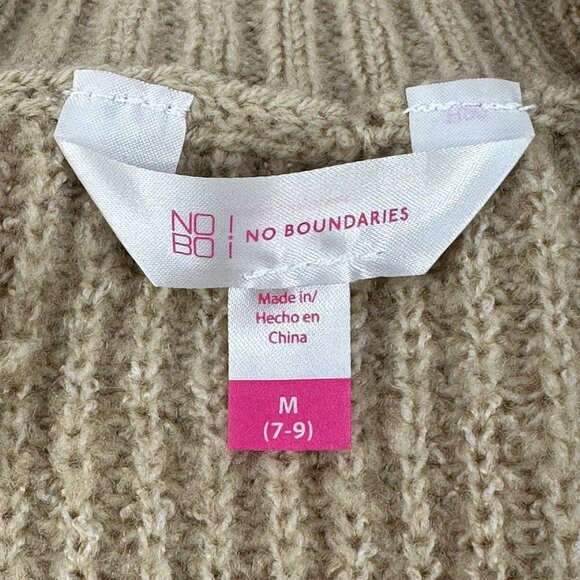 NO
BO
NO BOUNDARIES
Made in/
Hecho en
China
M
(7-9)